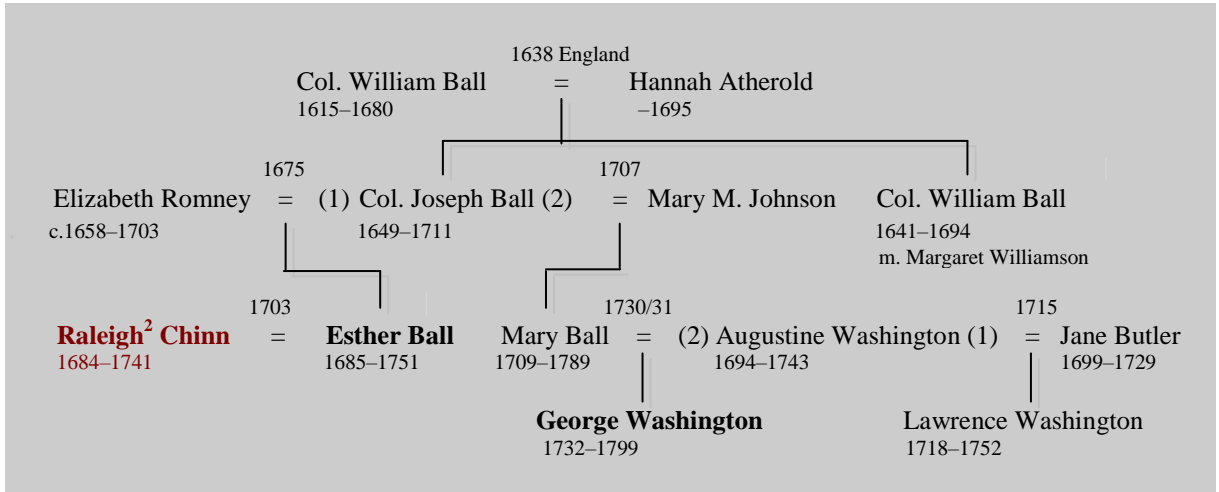 1638 England
Col. William Ball = Hannah Atherold
1615–1680 –1695
1675 1707
Elizabeth Romney = (1) Col. Joseph Ball (2) = Mary M. Johnson Col. William Ball
c.1658–1703 1649–1711 1641–1694
m. Margaret Williamson
1703 1730/31 1715
Raleigh² Chinn = Esther Ball Mary Ball = (2) Augustine Washington (1) = Jane Butler
1684–1741 1685–1751 1709–1789 1694–1743 1699–1729
George Washington Lawrence Washington
1732–1799 1718–1752